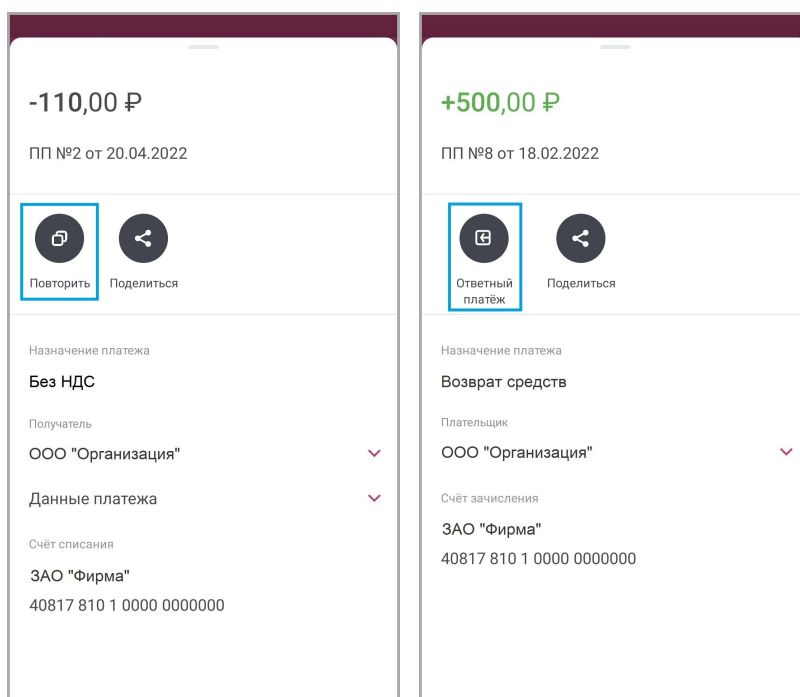 -110,00 ₽
ПП №2 от 20.04.2022
Повторить
Поделиться
Назначение платежа
Без НДС
Получатель
ООО "Организация"
Данные платежа
Счёт списания
ЗАО "Фирма"
40817 810 1 0000 0000000
+500,00 ₽
ПП №8 от 18.02.2022
Ответный
платёж
Поделиться
Назначение платежа
Возврат средств
Плательщик
ООО "Организация"
Счёт зачисления
ЗАО "Фирма"
40817 810 1 0000 0000000